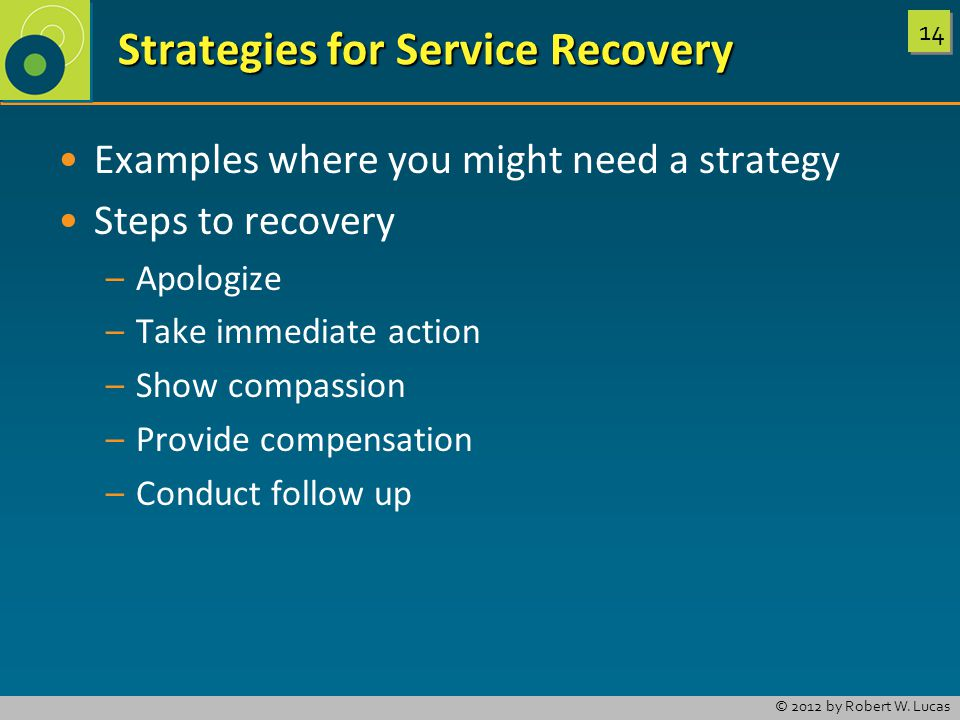 Strategies for Service Recovery
14
• Examples where you might need a strategy
• Steps to recovery
– Apologize
– Take immediate action
– Show compassion
– Provide compensation
– Conduct follow up
© 2012 by Robert W. Lucas